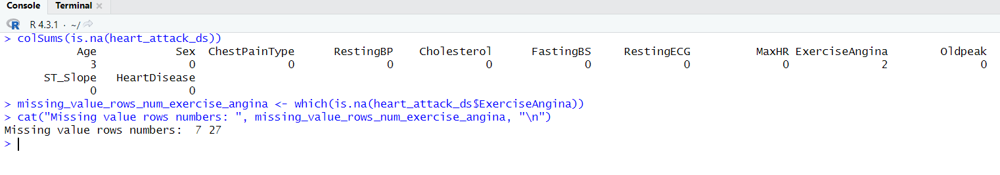 Console Terminal
R 4.3.1 · ~/
> colSums(is.na(heart_attack_ds))
Age Sex ChestPainType RestingBP Cholesterol FastingBS RestingECG MaxHR ExerciseAngina Oldpeak
3 0 0 0 0 0 0 0 2 0
ST_Slope HeartDisease
0 0
> missing_value_rows_num_exercise_angina <- which(is.na(heart_attack_ds$ExerciseAngina))
> cat("Missing value rows numbers: ", missing_value_rows_num_exercise_angina, "\n")
Missing value rows numbers:  7 27
>